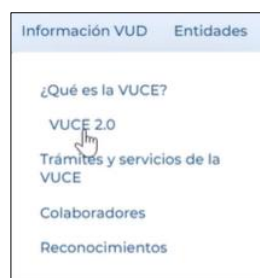 Información VUD Entidades
¿Qué es la VUCE?
VUCE 2.0
Trámites y servicios de la
VUCE
Colaboradores
Reconocimientos